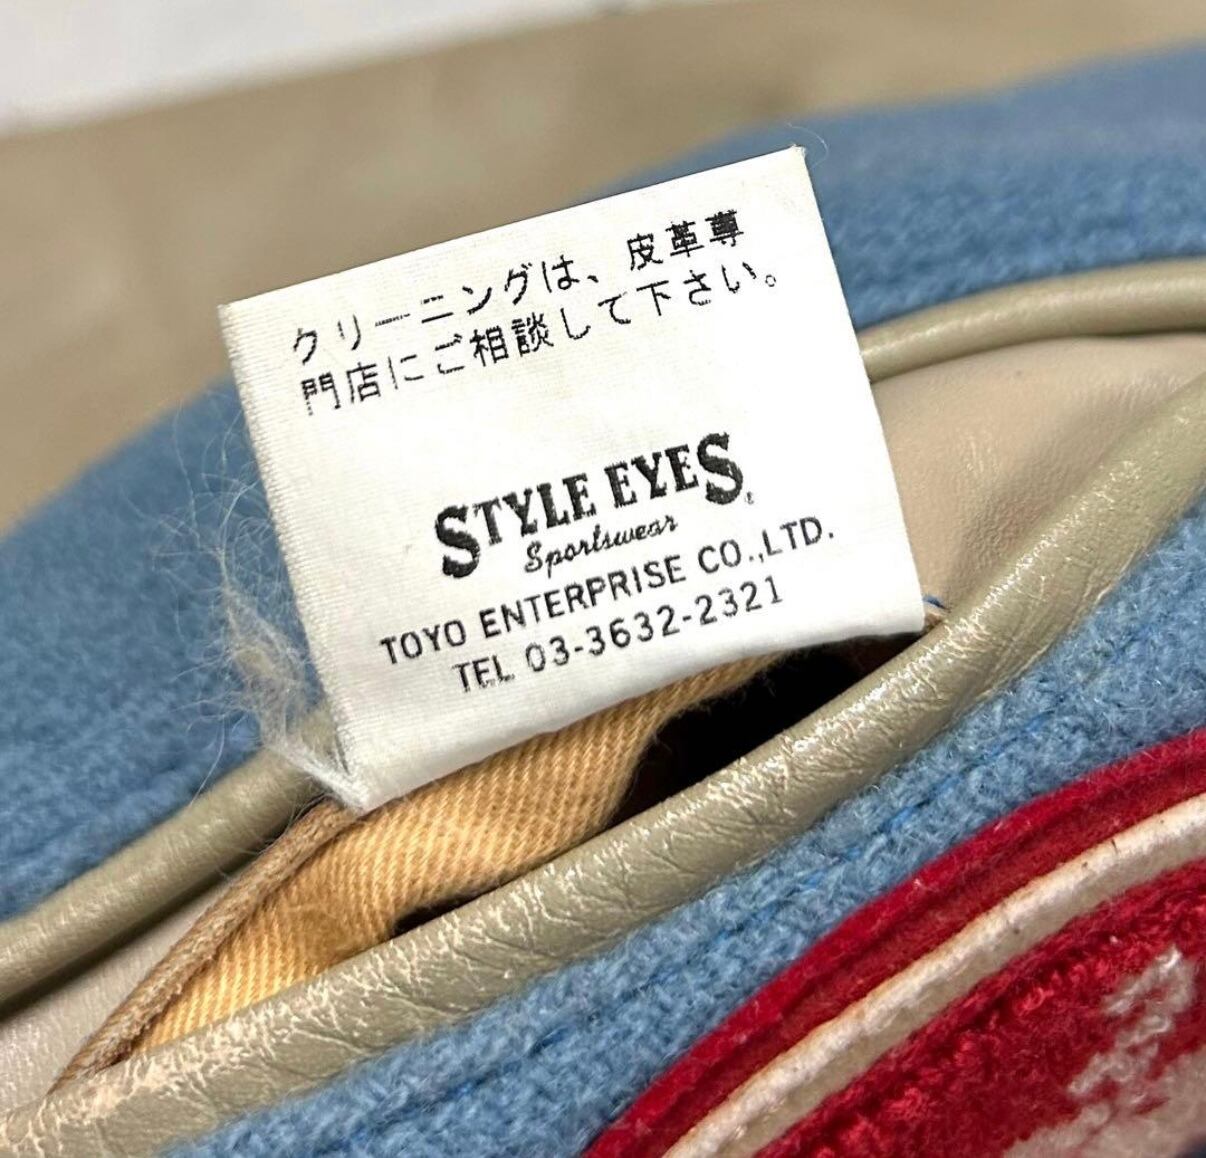 クリーニングは、皮革専
門店にご相談して下さい。
STYLE EYES®
Sportswear
TOYO ENTERPRISE CO.,LTD.
TEL 03-3632-2321